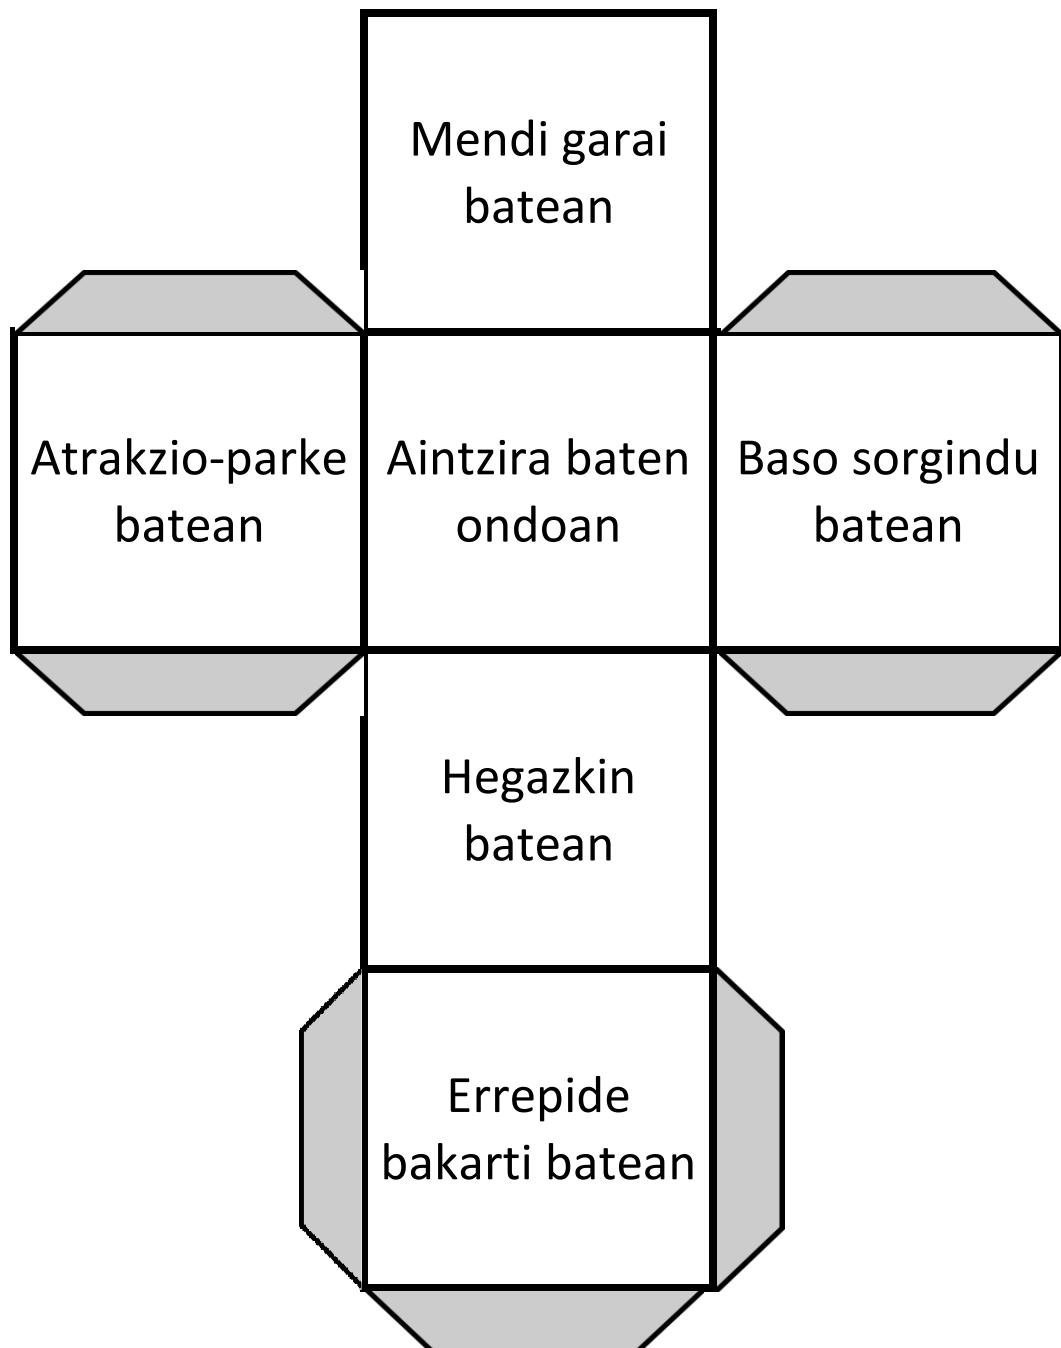 Mendi garai
batean
Atrakzio-parke
batean
Aintzira baten
ondoan
Baso sorgindu
batean
Hegazkin
batean
Errepide
bakarti batean